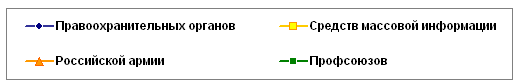 Правоохранительных органов
Средств массовой информации
Российской армии
Профсоюзов